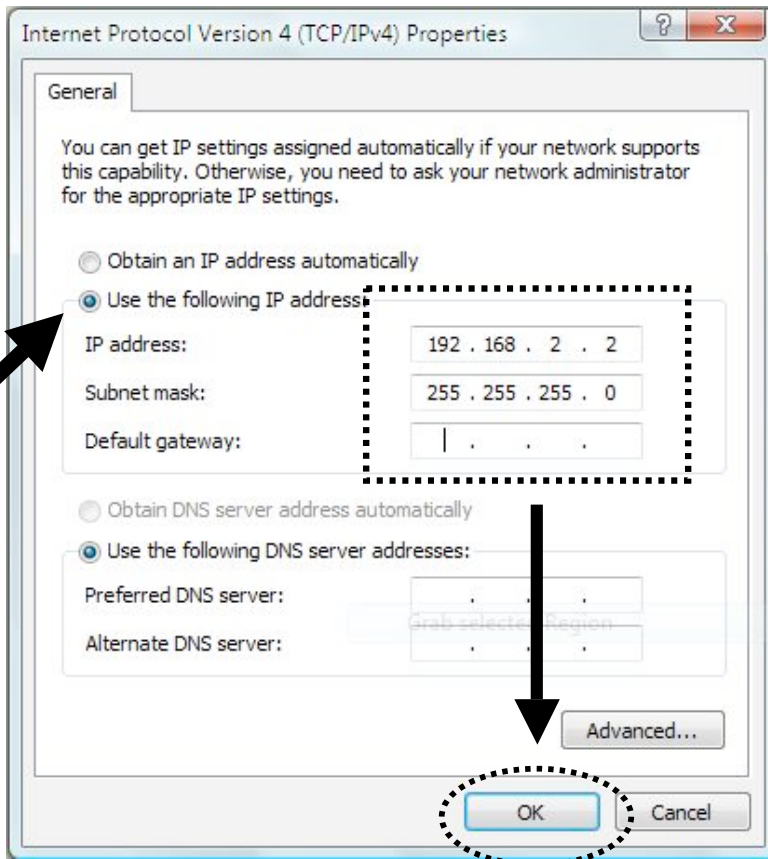 Internet Protocol Version 4 (TCP/IPv4) Properties
General
You can get IP settings assigned automatically if your network supports
this capability. Otherwise, you need to ask your network administrator
for the appropriate IP settings.
Obtain an IP address automatically
Use the following IP address:
IP address: 192 . 168 . 2 . 2
Subnet mask: 255 . 255 . 255 . 0
Default gateway: . . .
Obtain DNS server address automatically
Use the following DNS server addresses:
Preferred DNS server: . . .
Grab selected Region
Alternate DNS server: . . .
Advanced...
OK Cancel